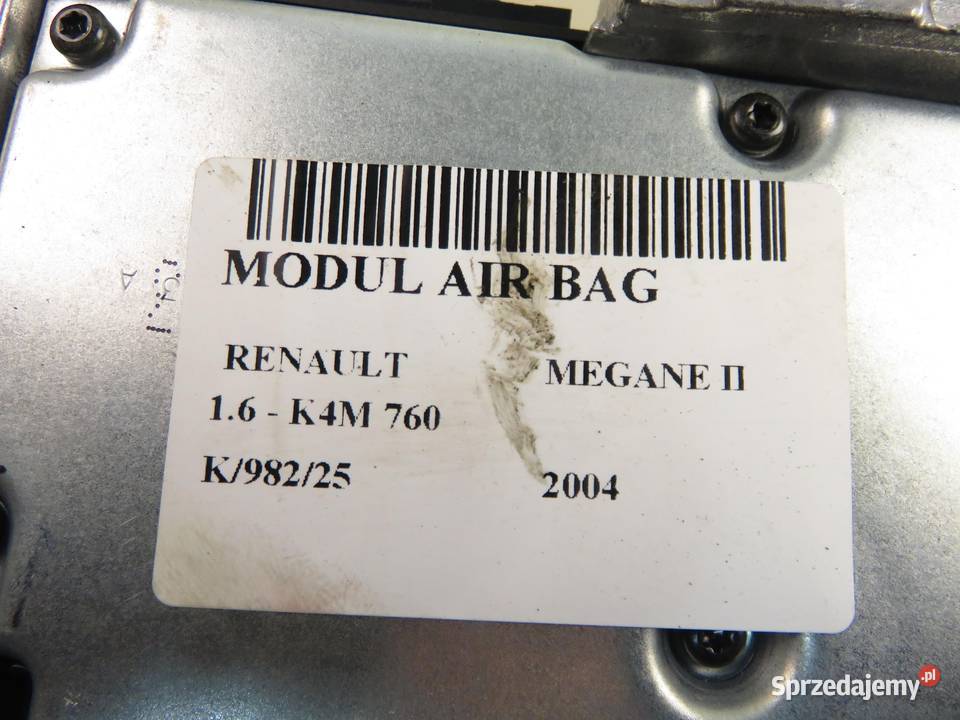 MODUL AIR BAG
RENAULT MEGANE II
1.6 - K4M 760
K/982/25 2004
Sprzedajemy.pl